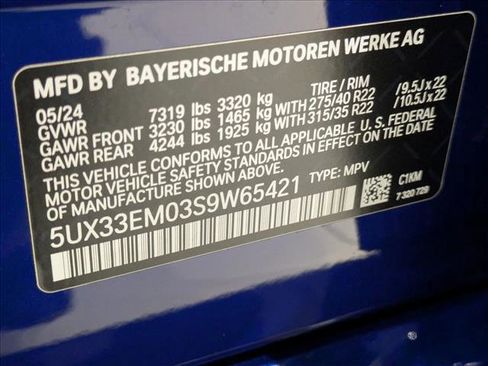 MFD BY BAYERISCHE MOTOREN WERKE AG
05/24 7319 lbs 3320 kg TIRE / RIM
GVWR
GAWR FRONT 3230 lbs 1465 kg WITH 275/40 R22 / 9.5J x 22
GAWR REAR 4244 lbs 1925 kg WITH 315/35 R22 / 10.5J x 22
THIS VEHICLE CONFORMS TO ALL APPLICABLE U. S. FEDERAL
MOTOR VEHICLE SAFETY STANDARDS IN EFFECT ON THE DATE
OF MANUFACTURE SHOWN ABOVE.
5UX33EM03S9W65421 TYPE: MPV C1KM
7 320 729